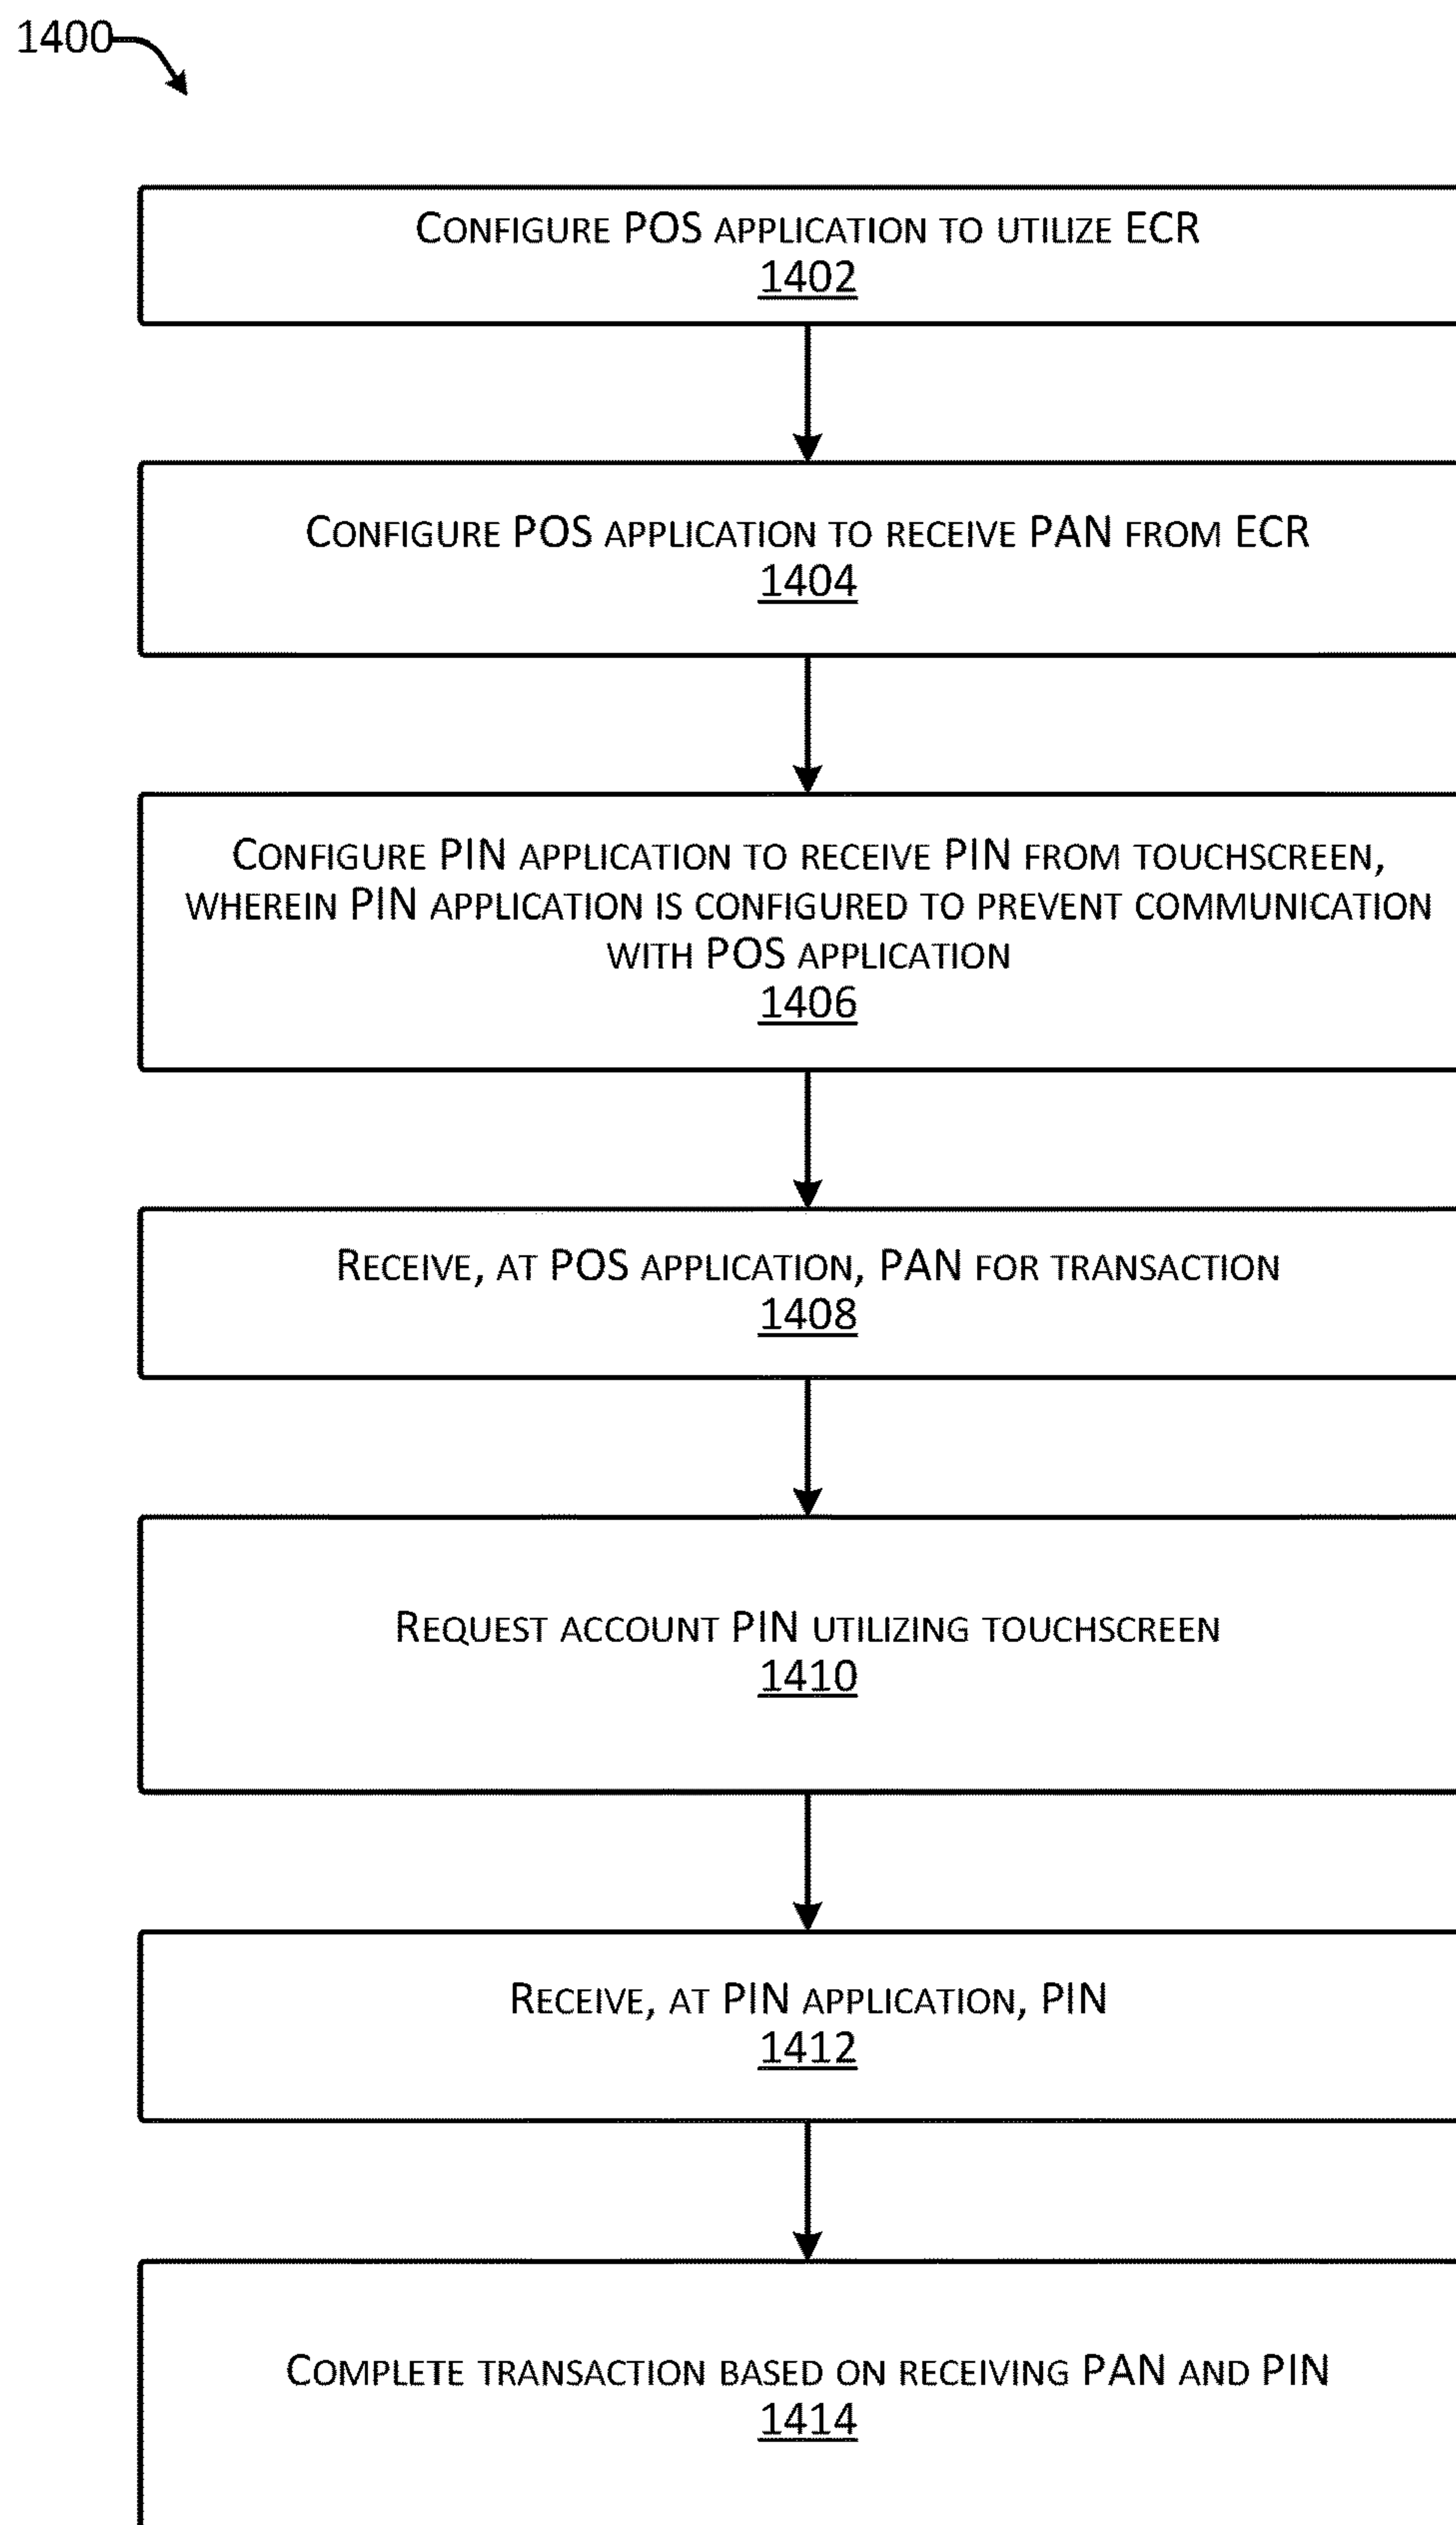 1400
CONFIGURE POS APPLICATION TO UTILIZE ECR
1402
CONFIGURE POS APPLICATION TO RECEIVE PAN FROM ECR
1404
CONFIGURE PIN APPLICATION TO RECEIVE PIN FROM TOUCHSCREEN,
WHEREIN PIN APPLICATION IS CONFIGURED TO PREVENT COMMUNICATION
WITH POS APPLICATION
1406
RECEIVE, AT POS APPLICATION, PAN FOR TRANSACTION
1408
REQUEST ACCOUNT PIN UTILIZING TOUCHSCREEN
1410
RECEIVE, AT PIN APPLICATION, PIN
1412
COMPLETE TRANSACTION BASED ON RECEIVING PAN AND PIN
1414